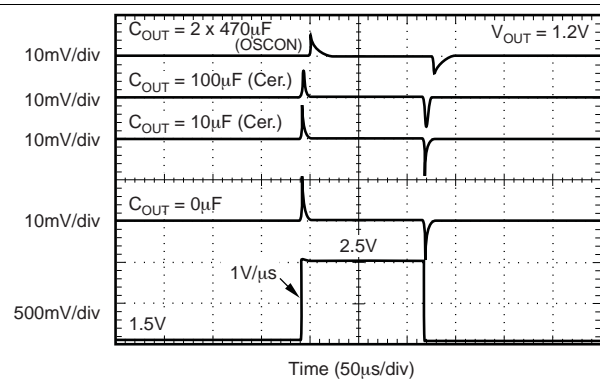 C_OUT = 2 x 470μF
(OSCON)
V_OUT = 1.2V
10mV/div
C_OUT = 100μF (Cer.)
10mV/div
C_OUT = 10μF (Cer.)
10mV/div
C_OUT = 0μF
10mV/div
2.5V
1V/μs
500mV/div
1.5V
Time (50μs/div)